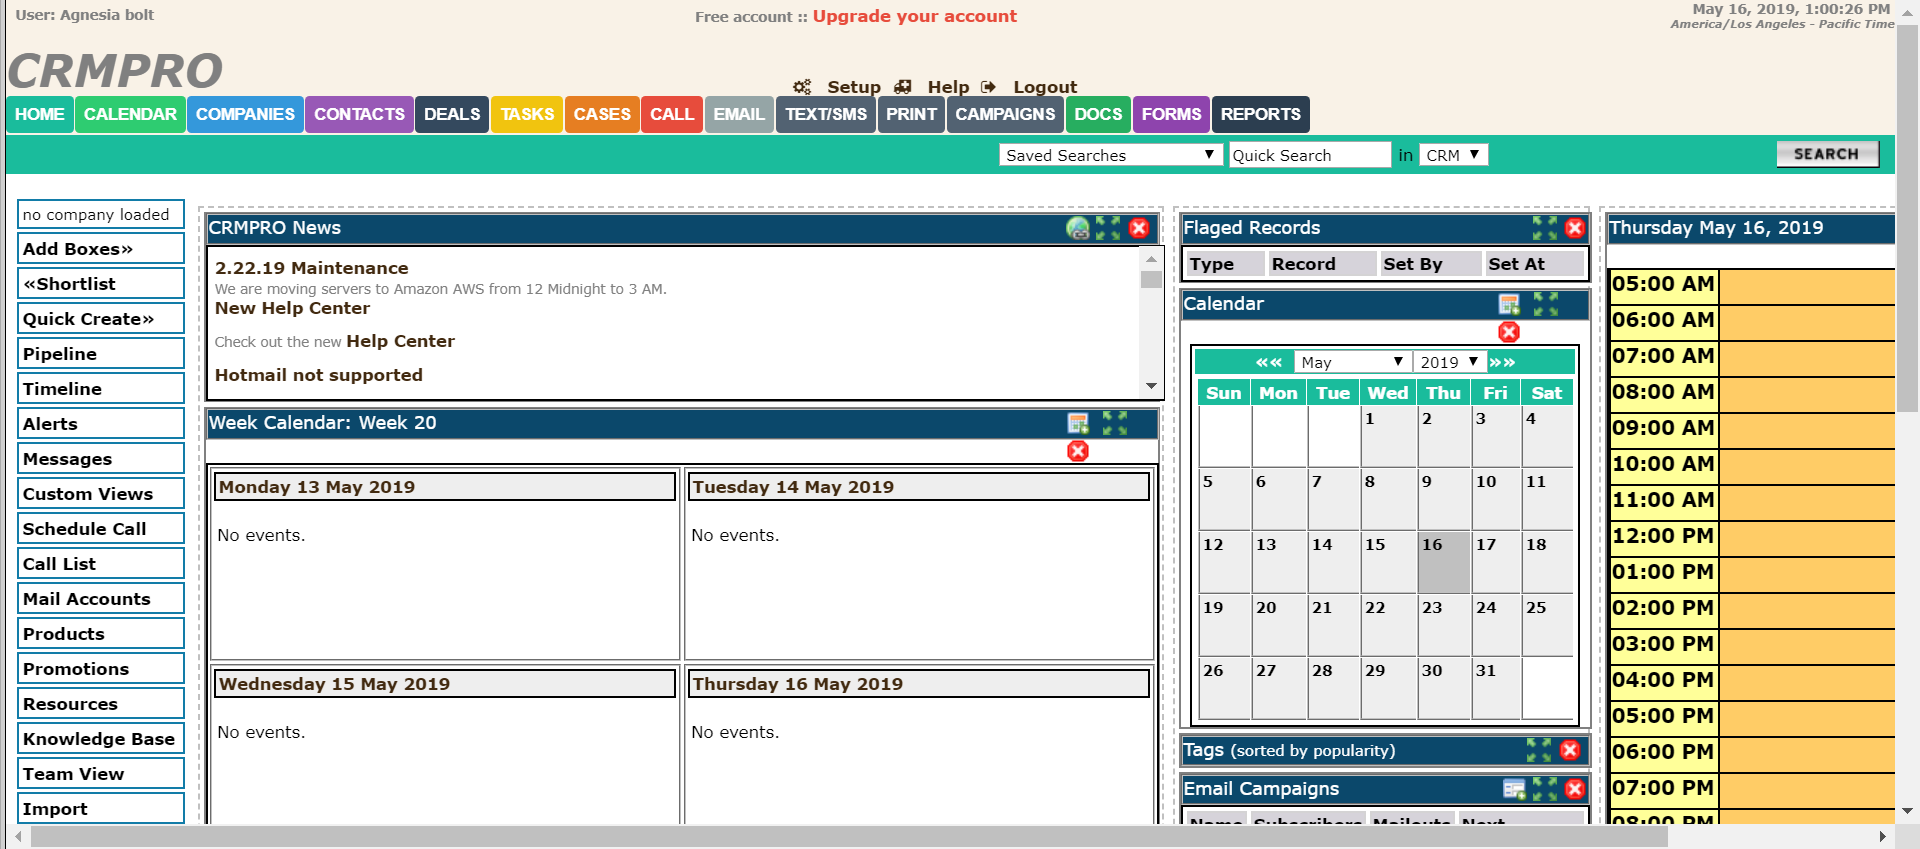 User: Agnesia bolt
Free account :: Upgrade your account
May 16, 2019, 1:00:26 PM
America/Los Angeles - Pacific Time
CRMPRO
Setup Help Logout
HOME CALENDAR COMPANIES CONTACTS DEALS TASKS CASES CALL EMAIL TEXT/SMS PRINT CAMPAIGNS DOCS FORMS REPORTS
Saved Searches Quick Search in CRM SEARCH
no company loaded
Add Boxes»
«Shortlist
Quick Create»
Pipeline
Timeline
Alerts
Messages
Custom Views
Schedule Call
Call List
Mail Accounts
Products
Promotions
Resources
Knowledge Base
Team View
Import
CRMPRO News
2.22.19 Maintenance
We are moving servers to Amazon AWS from 12 Midnight to 3 AM.
New Help Center
Check out the new Help Center
Hotmail not supported
Week Calendar: Week 20
Monday 13 May 2019
No events.
Tuesday 14 May 2019
No events.
Wednesday 15 May 2019
No events.
Thursday 16 May 2019
No events.
Flaged Records
Type Record Set By Set At
Calendar
«« May 2019 »»
Sun Mon Tue Wed Thu Fri Sat
1 2 3 4
5 6 7 8 9 10 11
12 13 14 15 16 17 18
19 20 21 22 23 24 25
26 27 28 29 30 31
Tags (sorted by popularity)
Email Campaigns
Name Subscribers Mailouts Next
Thursday May 16, 2019
05:00 AM
06:00 AM
07:00 AM
08:00 AM
09:00 AM
10:00 AM
11:00 AM
12:00 PM
01:00 PM
02:00 PM
03:00 PM
04:00 PM
05:00 PM
06:00 PM
07:00 PM
08:00 PM